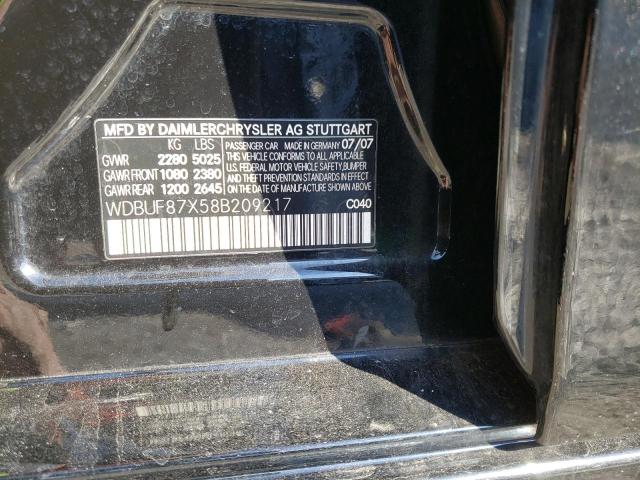 MFD BY DAIMLERCHRYSLER AG STUTTGART
KG LBS
GVWR 2280 5025
GAWR FRONT 1080 2380
GAWR REAR 1200 2645
PASSENGER CAR MADE IN GERMANY 07/07
THIS VEHICLE CONFORMS TO ALL APPLICABLE
U.S. FEDERAL MOTOR VEHICLE SAFETY, BUMPER
AND THEFT PREVENTION STANDARDS IN EFFECT
ON THE DATE OF MANUFACTURE SHOWN ABOVE.
WDBUF87X58B209217 C040